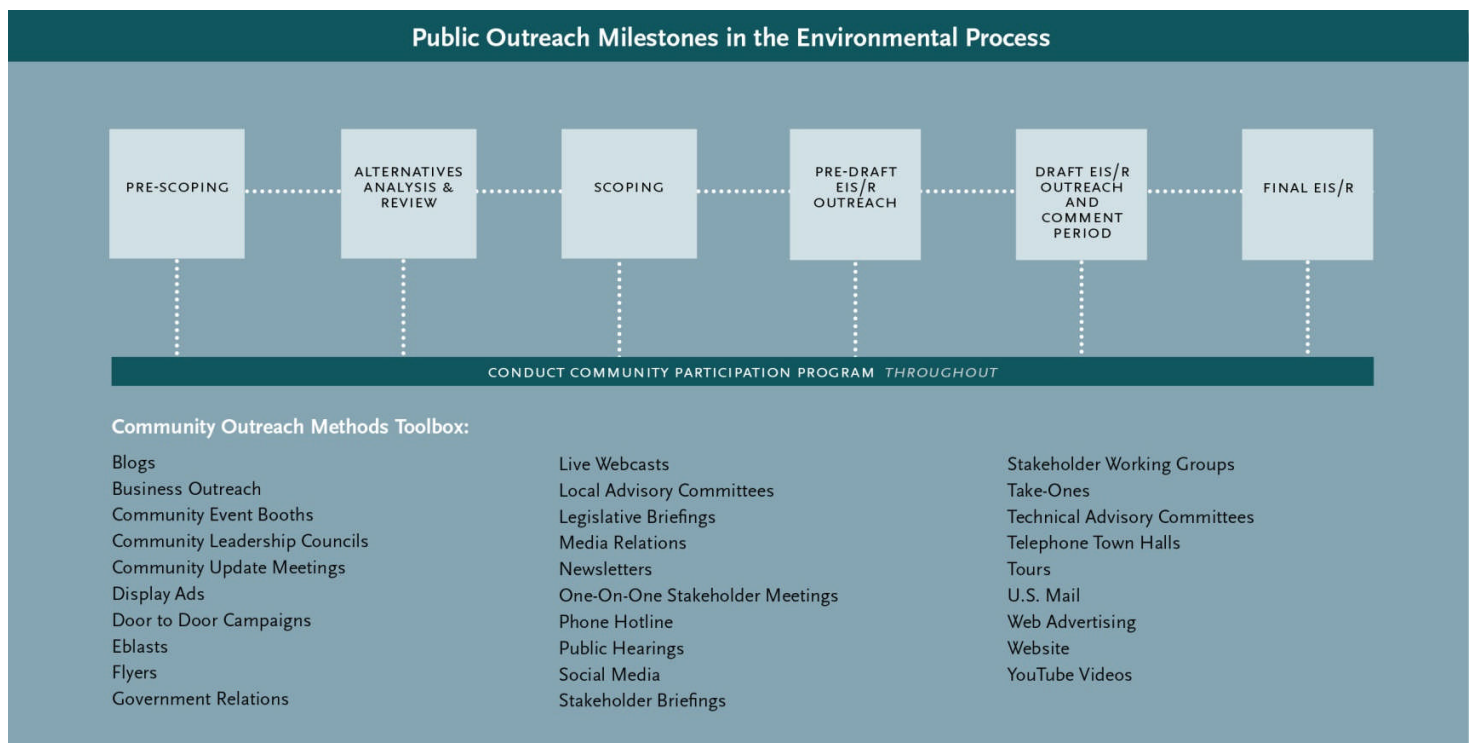 Public Outreach Milestones in the Environmental Process
PRE-SCOPING
ALTERNATIVES
ANALYSIS &
REVIEW
SCOPING
PRE-DRAFT
EIS/R
OUTREACH
DRAFT EIS/R
OUTREACH
AND
COMMENT
PERIOD
FINAL EIS/R
CONDUCT COMMUNITY PARTICIPATION PROGRAM THROUGHOUT
Community Outreach Methods Toolbox:
Blogs
Business Outreach
Community Event Booths
Community Leadership Councils
Community Update Meetings
Display Ads
Door to Door Campaigns
Eblasts
Flyers
Government Relations
Live Webcasts
Local Advisory Committees
Legislative Briefings
Media Relations
Newsletters
One-On-One Stakeholder Meetings
Phone Hotline
Public Hearings
Social Media
Stakeholder Briefings
Stakeholder Working Groups
Take-Ones
Technical Advisory Committees
Telephone Town Halls
Tours
U.S. Mail
Web Advertising
Website
YouTube Videos